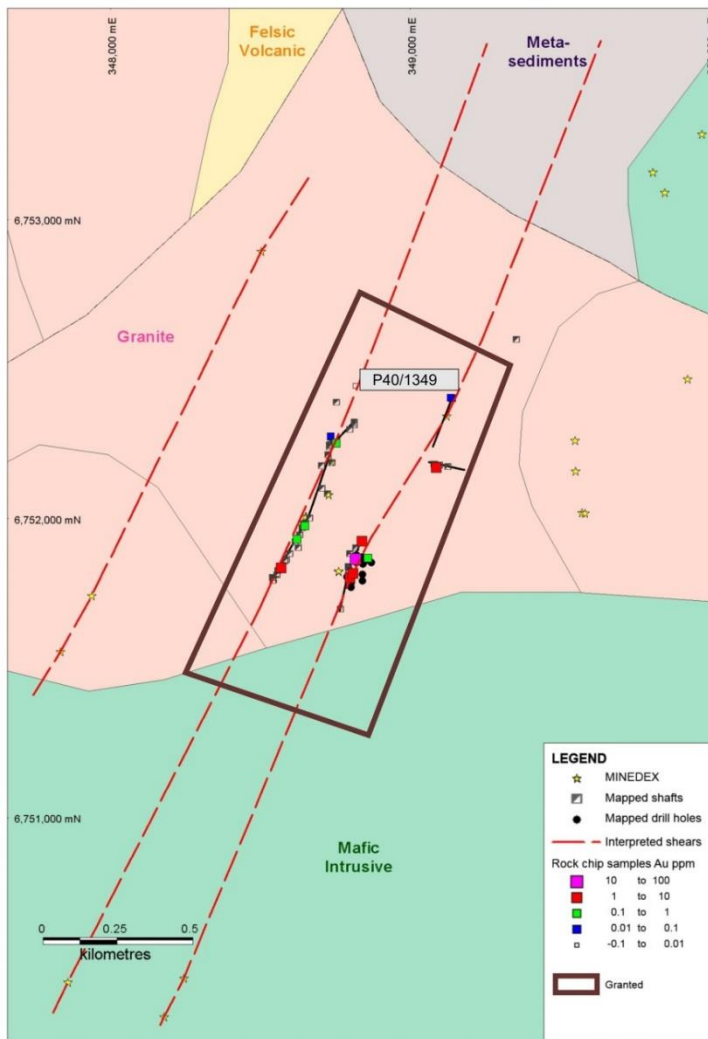 348,000 mE
Felsic
Volcanic
349,000 mE
Meta-
sediments
6,753,000 mN
Granite
P40/1349
6,752,000 mN
6,751,000 mN
Mafic
Intrusive
0 0.25 0.5
kilometres
LEGEND
MINEDEX
Mapped shafts
Mapped drill holes
Interpreted shears
Rock chip samples Au ppm
10 to 100
1 to 10
0.1 to 1
0.01 to 0.1
-0.1 to 0.01
Granted